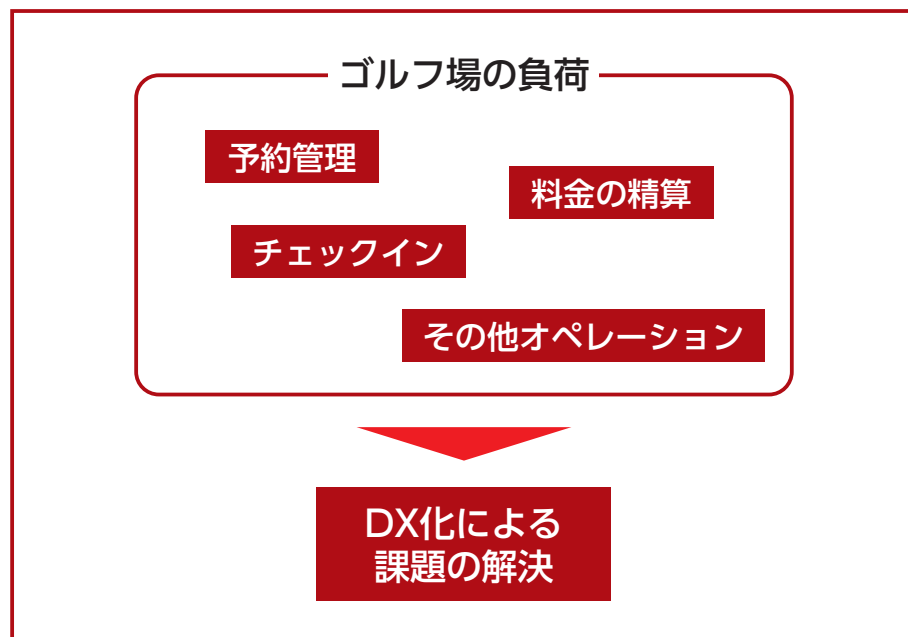 ゴルフ場の負荷
予約管理
料金の精算
チェックイン
その他オペレーション
DX化による
課題の解決